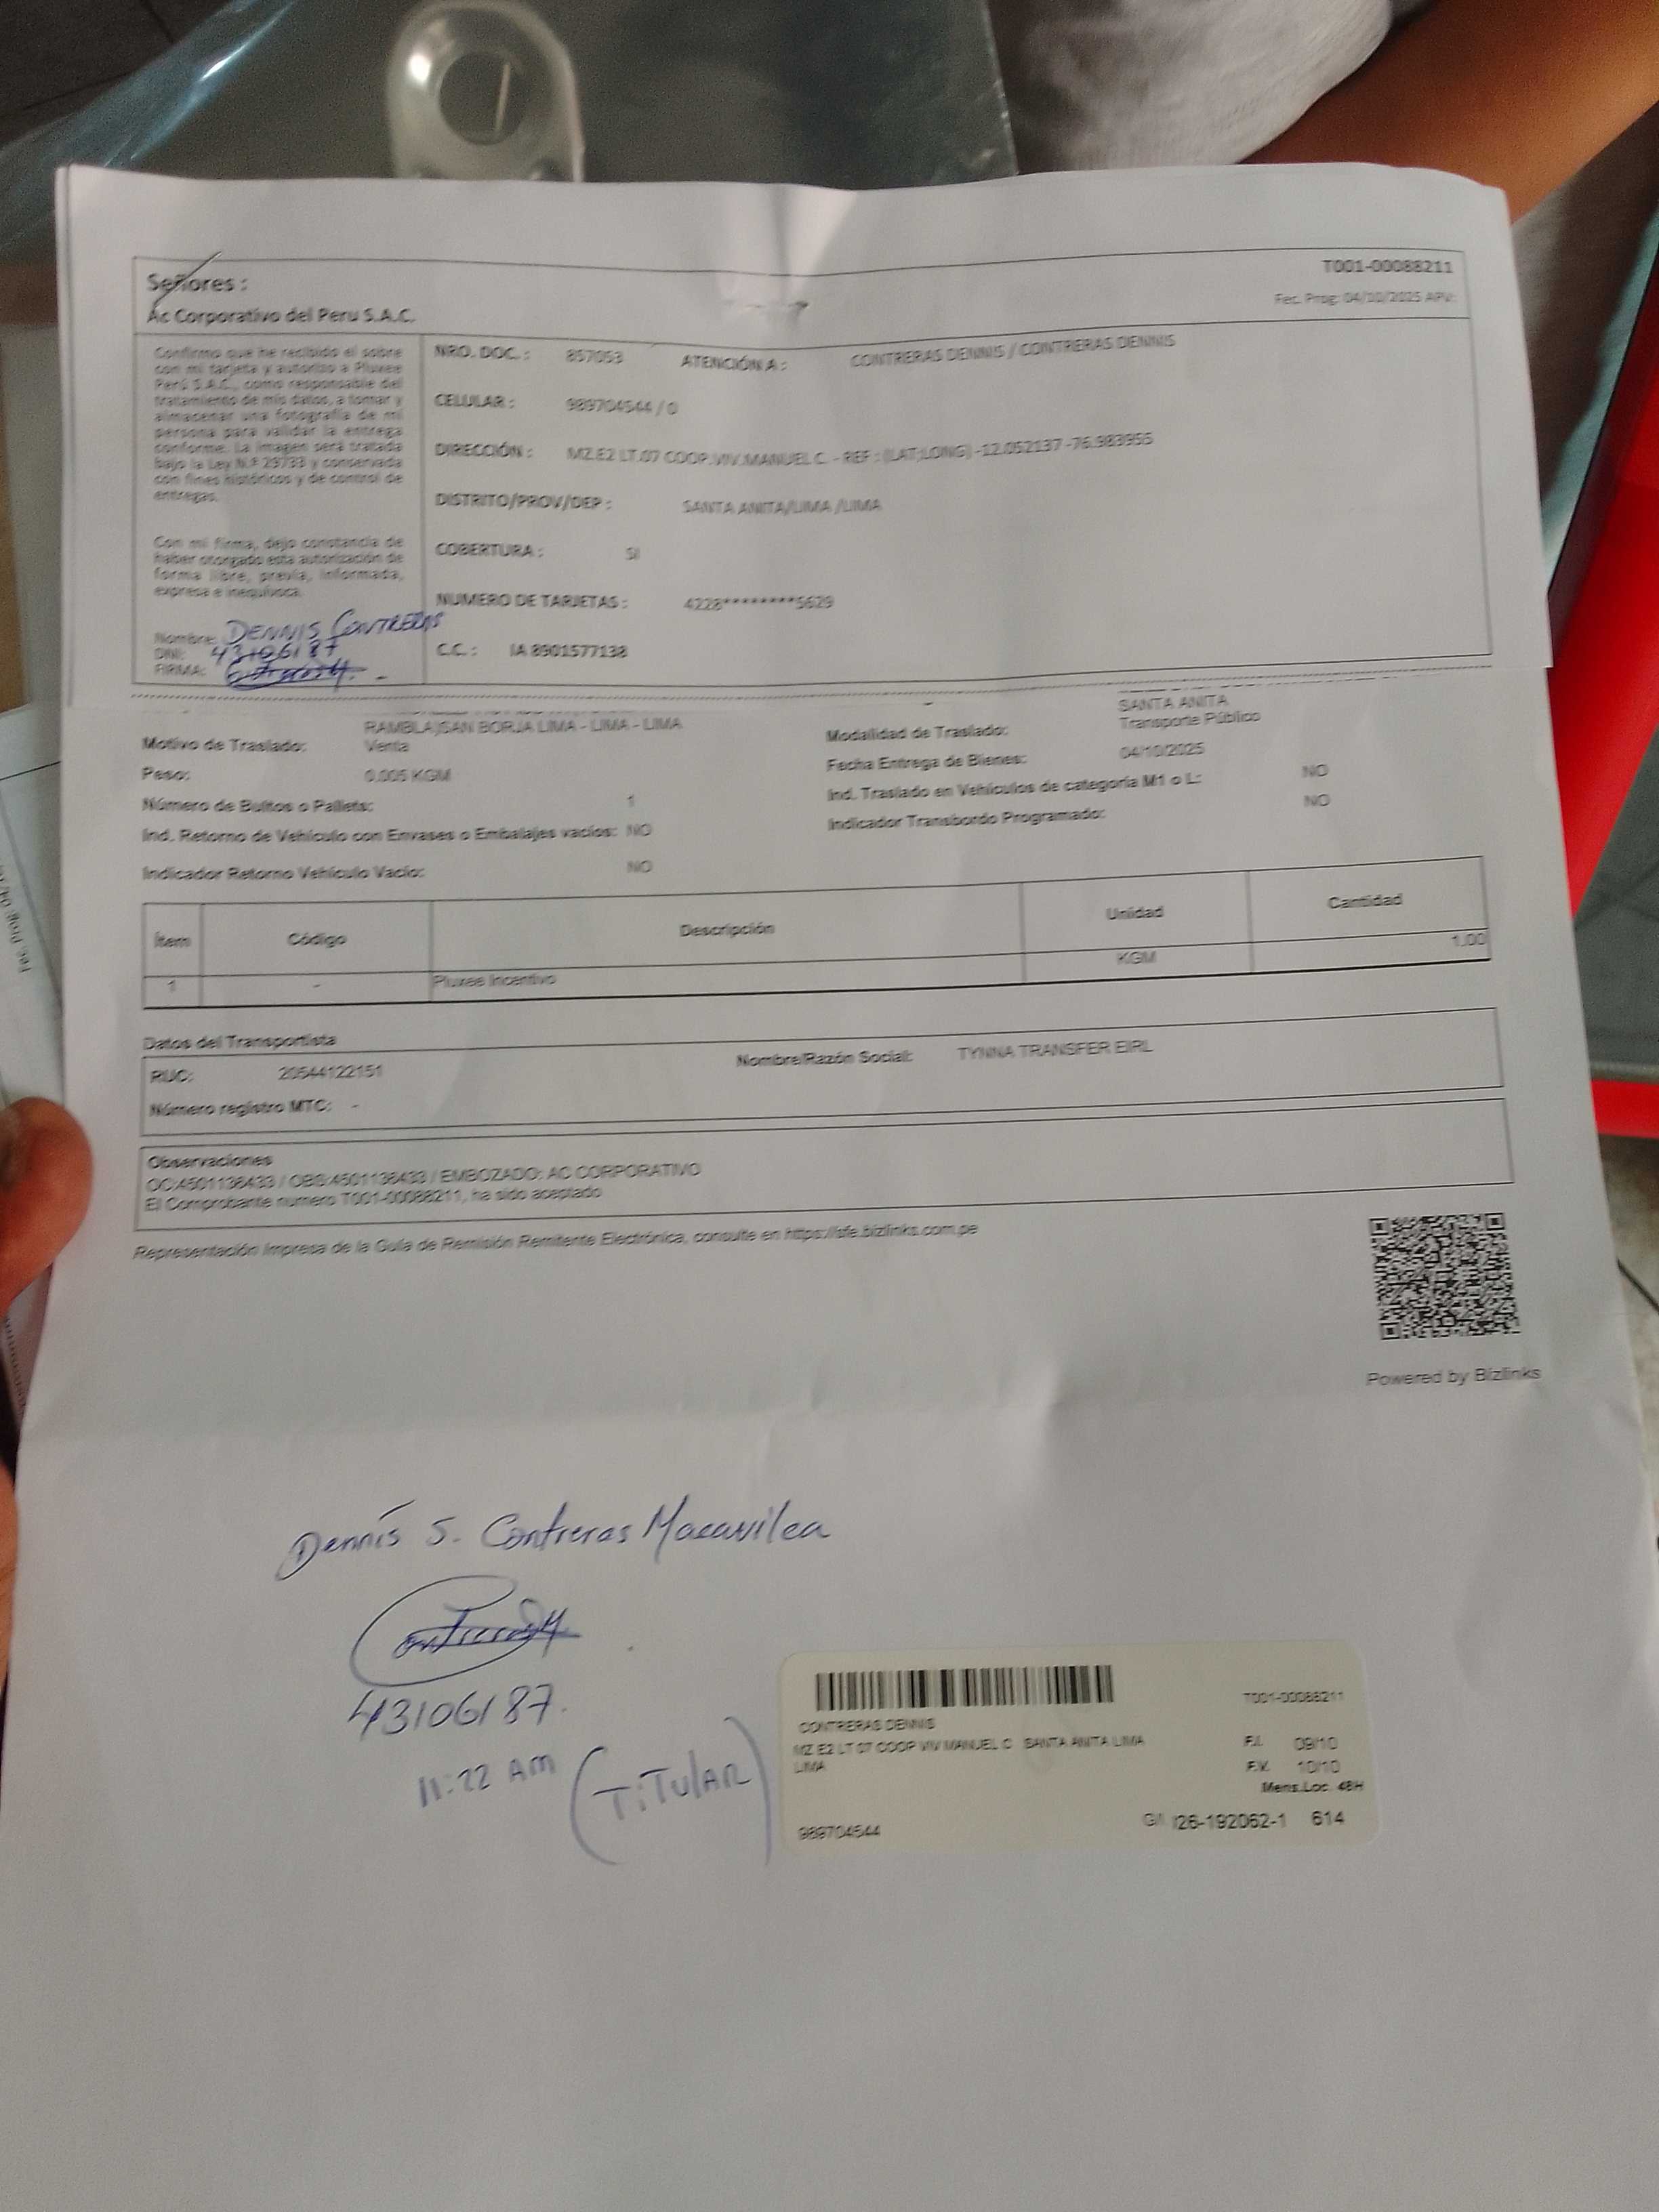 Señores :
Ac Corporativo del Peru S.A.C.
T001-00088211
Fec. Prog: 04/10/2025 APV:
Confirmo que he recibido el sobre
con mi tarjeta y autorizo a Pluxee
Perú S.A.C., como responsable del
tratamiento de mis datos, a tomar y
almacenar una fotografía de mi
persona para validar la entrega
conforme. La imagen será tratada
bajo la Ley N.º 29733 y conservada
con fines históricos y de control de
entregas.
Con mi firma, dejo constancia de
haber otorgado esta autorización de
forma libre, previa, informada,
expresa e inequívoca.
Nombre: DENNIS CONTRERAS
DNI: 43106187
FIRMA:
NRO. DOC. : 857053 ATENCIÓN A : CONTRERAS DENNIS / CONTRERAS DENNIS
CELULAR : 989704544 / 0
DIRECCIÓN : MZ.E2 LT.07 COOP.VIV.MANUEL C. - REF : (LAT;LONG) -12.052137 -76.983956
DISTRITO/PROV/DEP : SANTA ANITA/LIMA /LIMA
COBERTURA : SI
NUMERO DE TARJETAS : 4228********5629
C.C. : IA 8901577138
RAMBLA)SAN BORJA LIMA - LIMA - LIMA
Motivo de Traslado: Venta
Peso: 0.005 KGM
Número de Bultos o Pallets: 1
Ind. Retorno de Vehículo con Envases o Embalajes vacíos: NO
Indicador Retorno Vehículo Vacío: NO
SANTA ANITA
Modalidad de Traslado: Transporte Público
Fecha Entrega de Bienes: 04/10/2025
Ind. Traslado en Vehículos de categoría M1 o L: NO
Indicador Transbordo Programado: NO
Ítem Código Descripción Unidad Cantidad
1 - Pluxee Incentivo KGM 1.00
Datos del Transportista
RUC: 20544122151 Nombre/Razón Social: TYNNA TRANSFER EIRL
Número registro MTC: -
Observaciones
OC:4501136433 / OBS:4501136433 / EMBOZADO: AC CORPORATIVO
El Comprobante numero T001-00088211, ha sido aceptado
Representación Impresa de la Guía de Remisión Remitente Electrónica, consulte en https://sfe.bizlinks.com.pe
Powered by Bizlinks
Dennis S. Contreras Macavilca
43106187.
11:22 AM (TITULAR)
T001-00088211
CONTRERAS DENNIS
MZ E2 LT 07 COOP VIV MANUEL C SANTA ANITA LIMA
LIMA
F.I. 09/10
F.V. 10/10
Mens.Loc. 48H
989704544
G/I 126-192062-1 614